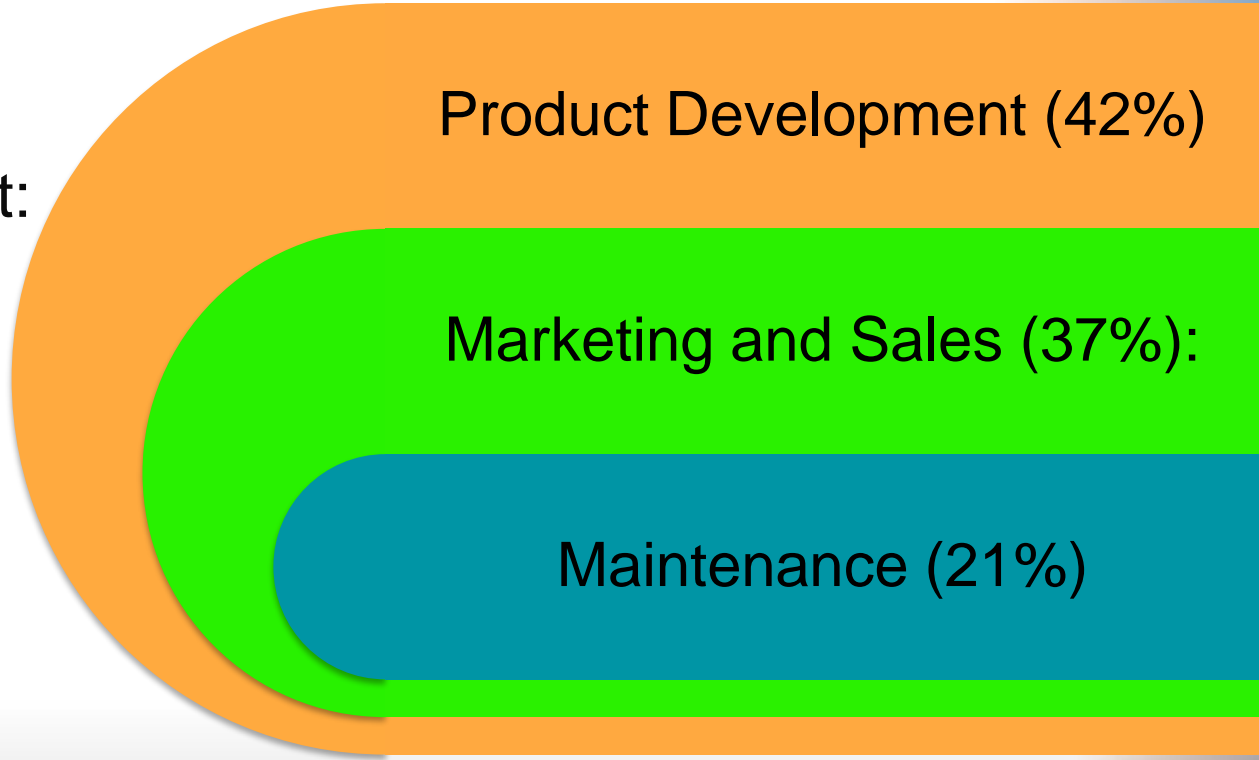 Product Development (42%)
t:
Marketing and Sales (37%):
Maintenance (21%)